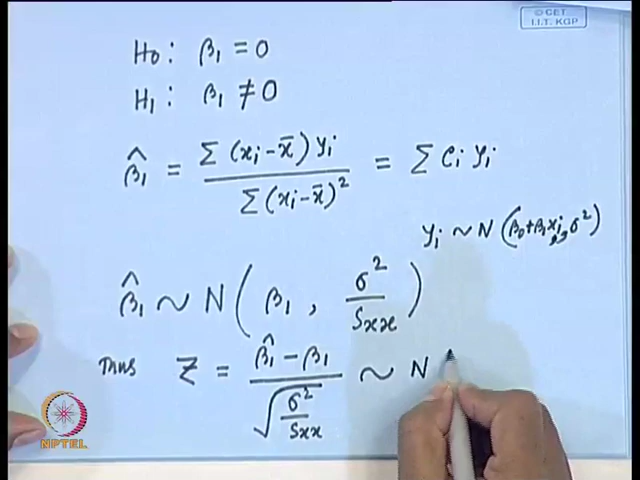 © CET
I.I.T. KGP
H₀ : β₁ = 0
H₁ : β₁ ≠ 0
β̂₁ = Σ (xᵢ - x̄) yᵢ / Σ (xᵢ - x̄)² = Σ Cᵢ yᵢ
yᵢ ~ N (β₀+β₁xᵢ, σ²)
β̂₁ ~ N ( β₁ , σ² / Sxx )
Thus Z = β̂₁ - β₁ / √(σ² / Sxx) ~ N
NPTEL